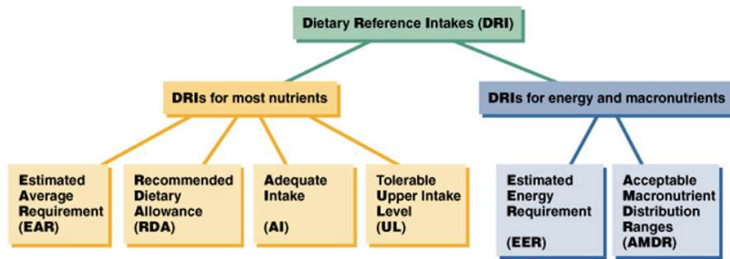 Dietary Reference Intakes (DRI)
DRIs for most nutrients
DRIs for energy and macronutrients
Estimated
Average
Requirement
(EAR)
Recommended
Dietary
Allowance
(RDA)
Adequate
Intake
(AI)
Tolerable
Upper Intake
Level
(UL)
Estimated
Energy
Requirement
(EER)
Acceptable
Macronutrient
Distribution
Ranges
(AMDR)